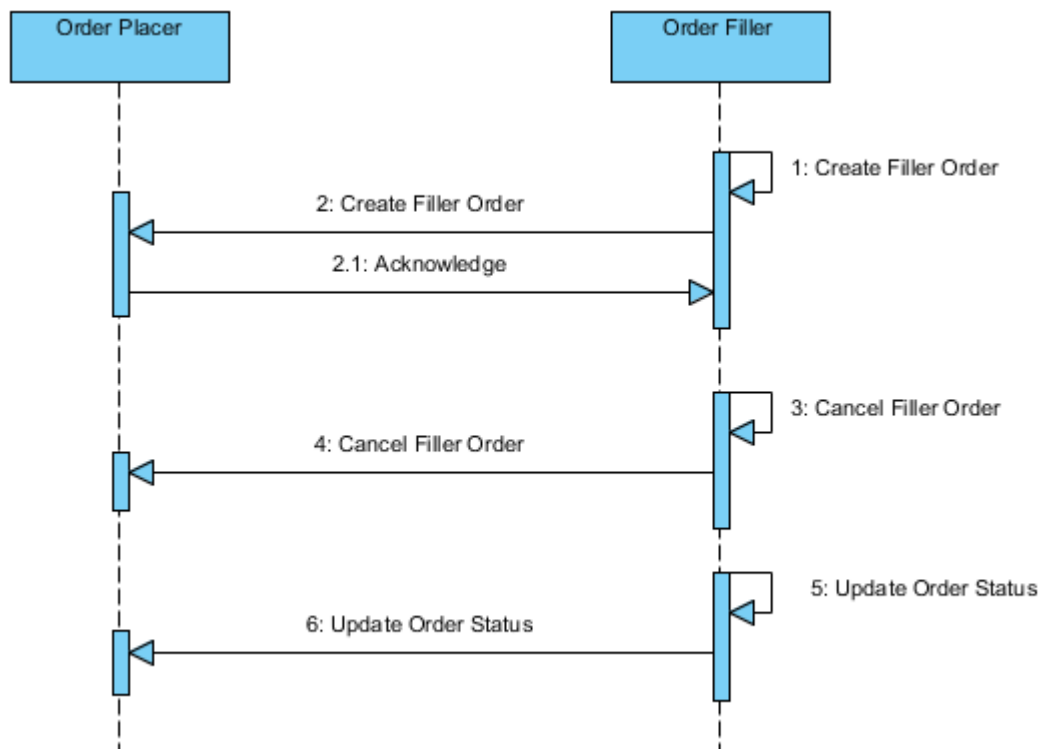 Order Placer
Order Filler
1: Create Filler Order
2: Create Filler Order
2.1: Acknowledge
3: Cancel Filler Order
4: Cancel Filler Order
5: Update Order Status
6: Update Order Status